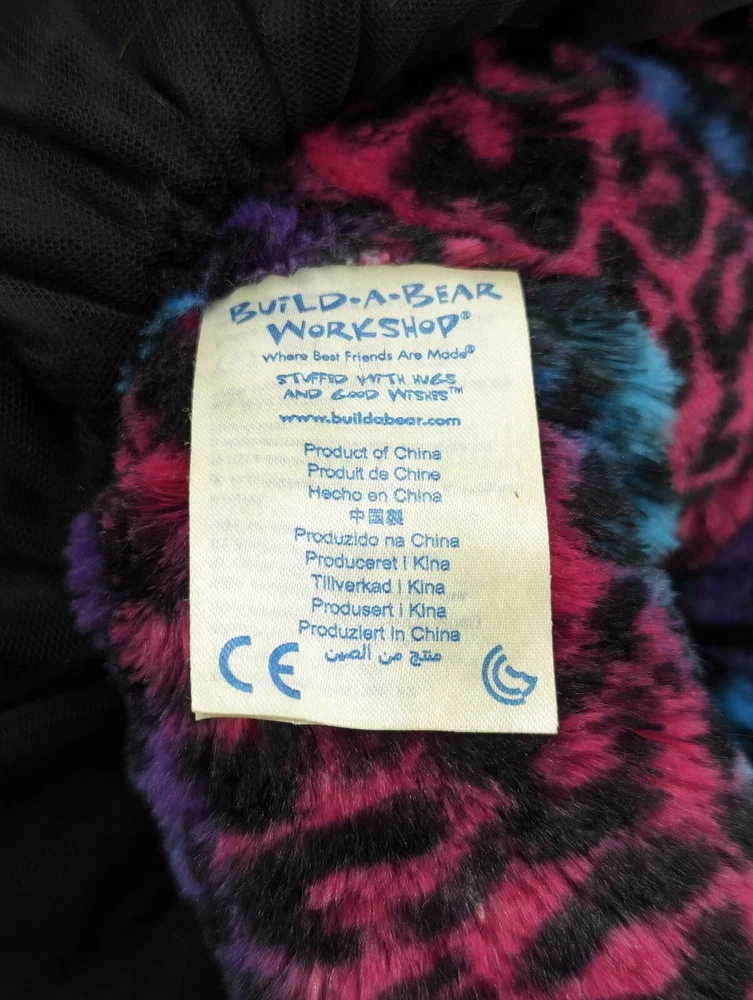 BUILD-A-BEAR
WORKSHOP®
Where Best Friends Are Made®
STUFFED WITH HUGS
AND GOOD WISHES™
www.buildabear.com
Product of China
Produit de Chine
Hecho en China
中國製
Produzido na China
Produceret i Kina
Tillverkad i Kina
Produsert i Kina
Produziert in China
منتج من الصين
CE